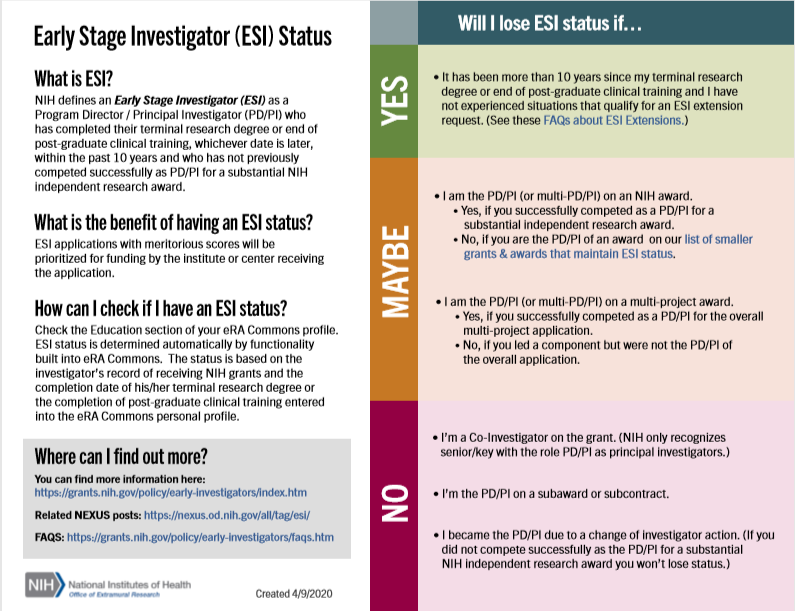 Early Stage Investigator (ESI) Status
What is ESI?
NIH defines an Early Stage Investigator (ESI) as a
Program Director / Principal Investigator (PD/PI) who
has completed their terminal research degree or end of
post-graduate clinical training, whichever date is later,
within the past 10 years and who has not previously
competed successfully as PD/PI for a substantial NIH
independent research award.
What is the benefit of having an ESI status?
ESI applications with meritorious scores will be
prioritized for funding by the institute or center receiving
the application.
How can I check if I have an ESI status?
Check the Education section of your eRA Commons profile.
ESI status is determined automatically by functionality
built into eRA Commons. The status is based on the
investigator's record of receiving NIH grants and the
completion date of his/her terminal research degree or
the completion of post-graduate clinical training entered
into the eRA Commons personal profile.
Where can I find out more?
You can find more information here:
https://grants.nih.gov/policy/early-investigators/index.htm
Related NEXUS posts: https://nexus.od.nih.gov/all/tag/esi/
FAQS: https://grants.nih.gov/policy/early-investigators/faqs.htm
NIH National Institutes of Health
Office of Extramural Research
Created 4/9/2020
Will I lose ESI status if…
YES
• It has been more than 10 years since my terminal research
degree or end of post-graduate clinical training and I have
not experienced situations that qualify for an ESI extension
request. (See these FAQs about ESI Extensions.)
MAYBE
• I am the PD/PI (or multi-PD/PI) on an NIH award.
• Yes, if you successfully competed as a PD/PI for a
substantial independent research award.
• No, if you are the PD/PI of an award on our list of smaller
grants & awards that maintain ESI status.
• I am the PD/PI (or multi-PD/PI) on a multi-project award.
• Yes, if you successfully competed as a PD/PI for the overall
multi-project application.
• No, if you led a component but were not the PD/PI of
the overall application.
NO
• I'm a Co-Investigator on the grant. (NIH only recognizes
senior/key with the role PD/PI as principal investigators.)
• I'm the PD/PI on a subaward or subcontract.
• I became the PD/PI due to a change of investigator action. (If you
did not compete successfully as the PD/PI for a substantial
NIH independent research award you won't lose status.)